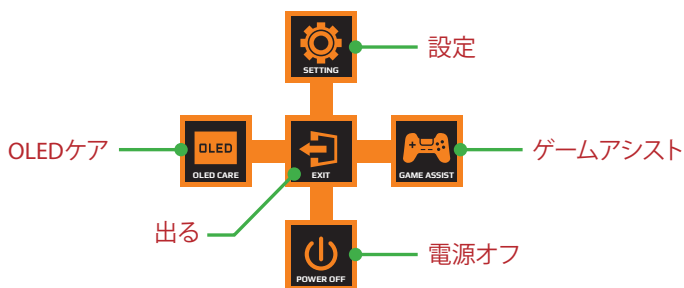 設定
SETTING
OLEDケア
OLED
OLED CARE
EXIT
GAME ASSIST
ゲームアシスト
出る
POWER OFF
電源オフ